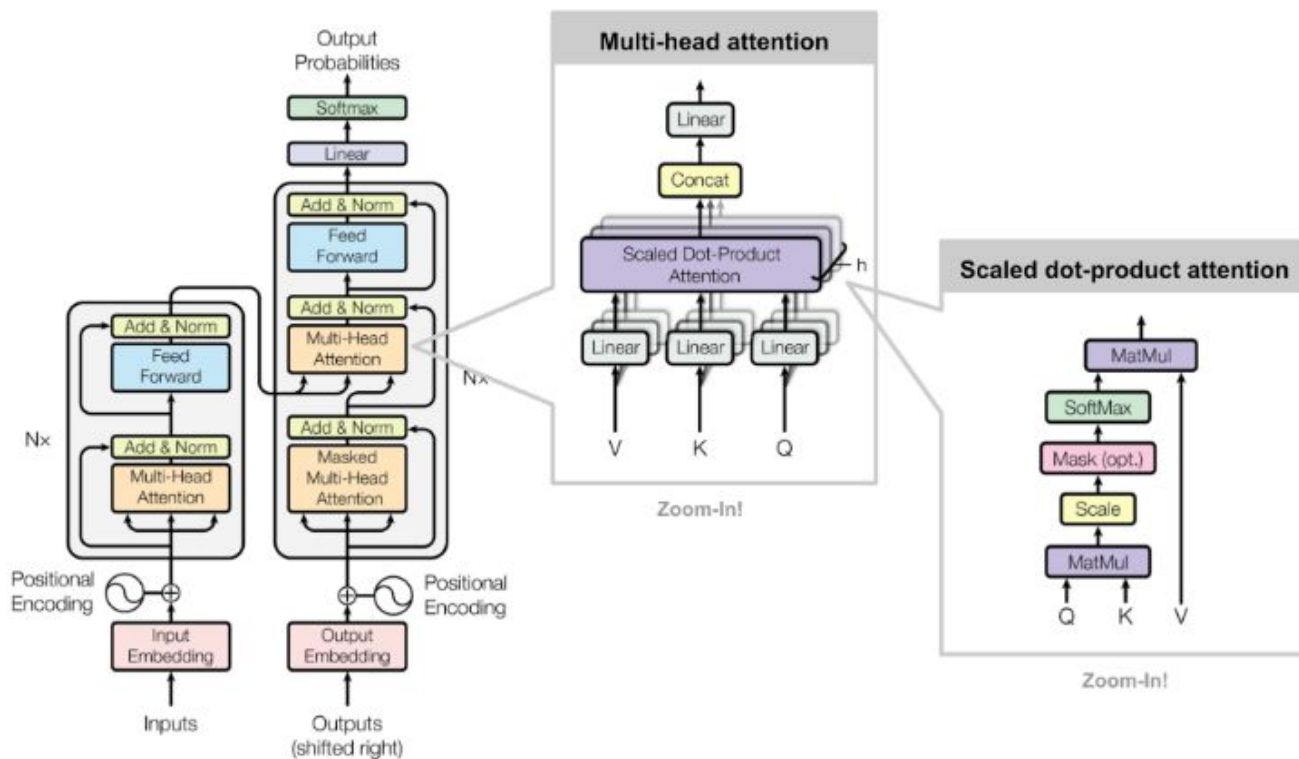 Output
Probabilities
Softmax
Linear
Add & Norm
Feed
Forward
Add & Norm
Multi-Head
Attention
Nx
Add & Norm
Masked
Multi-Head
Attention
Positional
Encoding
Output
Embedding
Outputs
(shifted right)
Add & Norm
Feed
Forward
Nx
Add & Norm
Multi-Head
Attention
Positional
Encoding
Input
Embedding
Inputs
Multi-head attention
Linear
Concat
Scaled Dot-Product
Attention
h
Linear Linear Linear
V K Q
Zoom-In!
Scaled dot-product attention
MatMul
SoftMax
Mask (opt.)
Scale
MatMul
Q K V
Zoom-In!